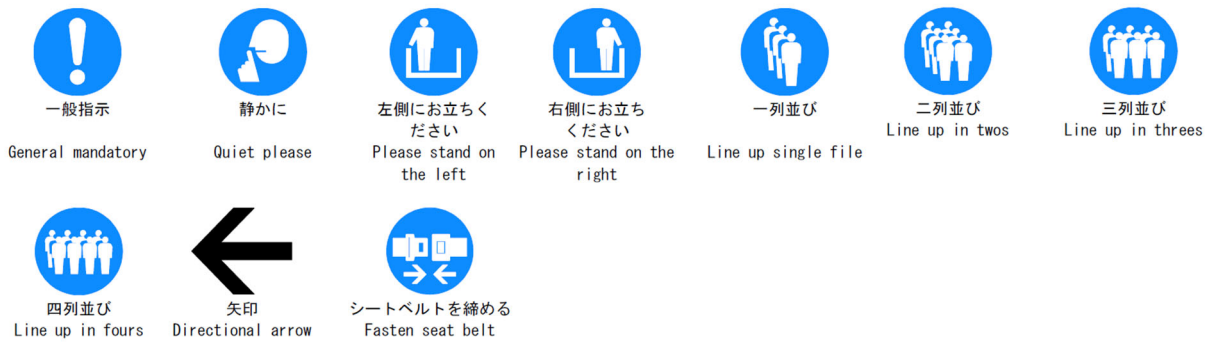 一般指示
General mandatory
静かに
Quiet please
左側にお立ちく
ださい
Please stand on
the left
右側にお立ち
ください
Please stand on the
right
一列並び
Line up single file
二列並び
Line up in twos
三列並び
Line up in threes
四列並び
Line up in fours
矢印
Directional arrow
シートベルトを締める
Fasten seat belt